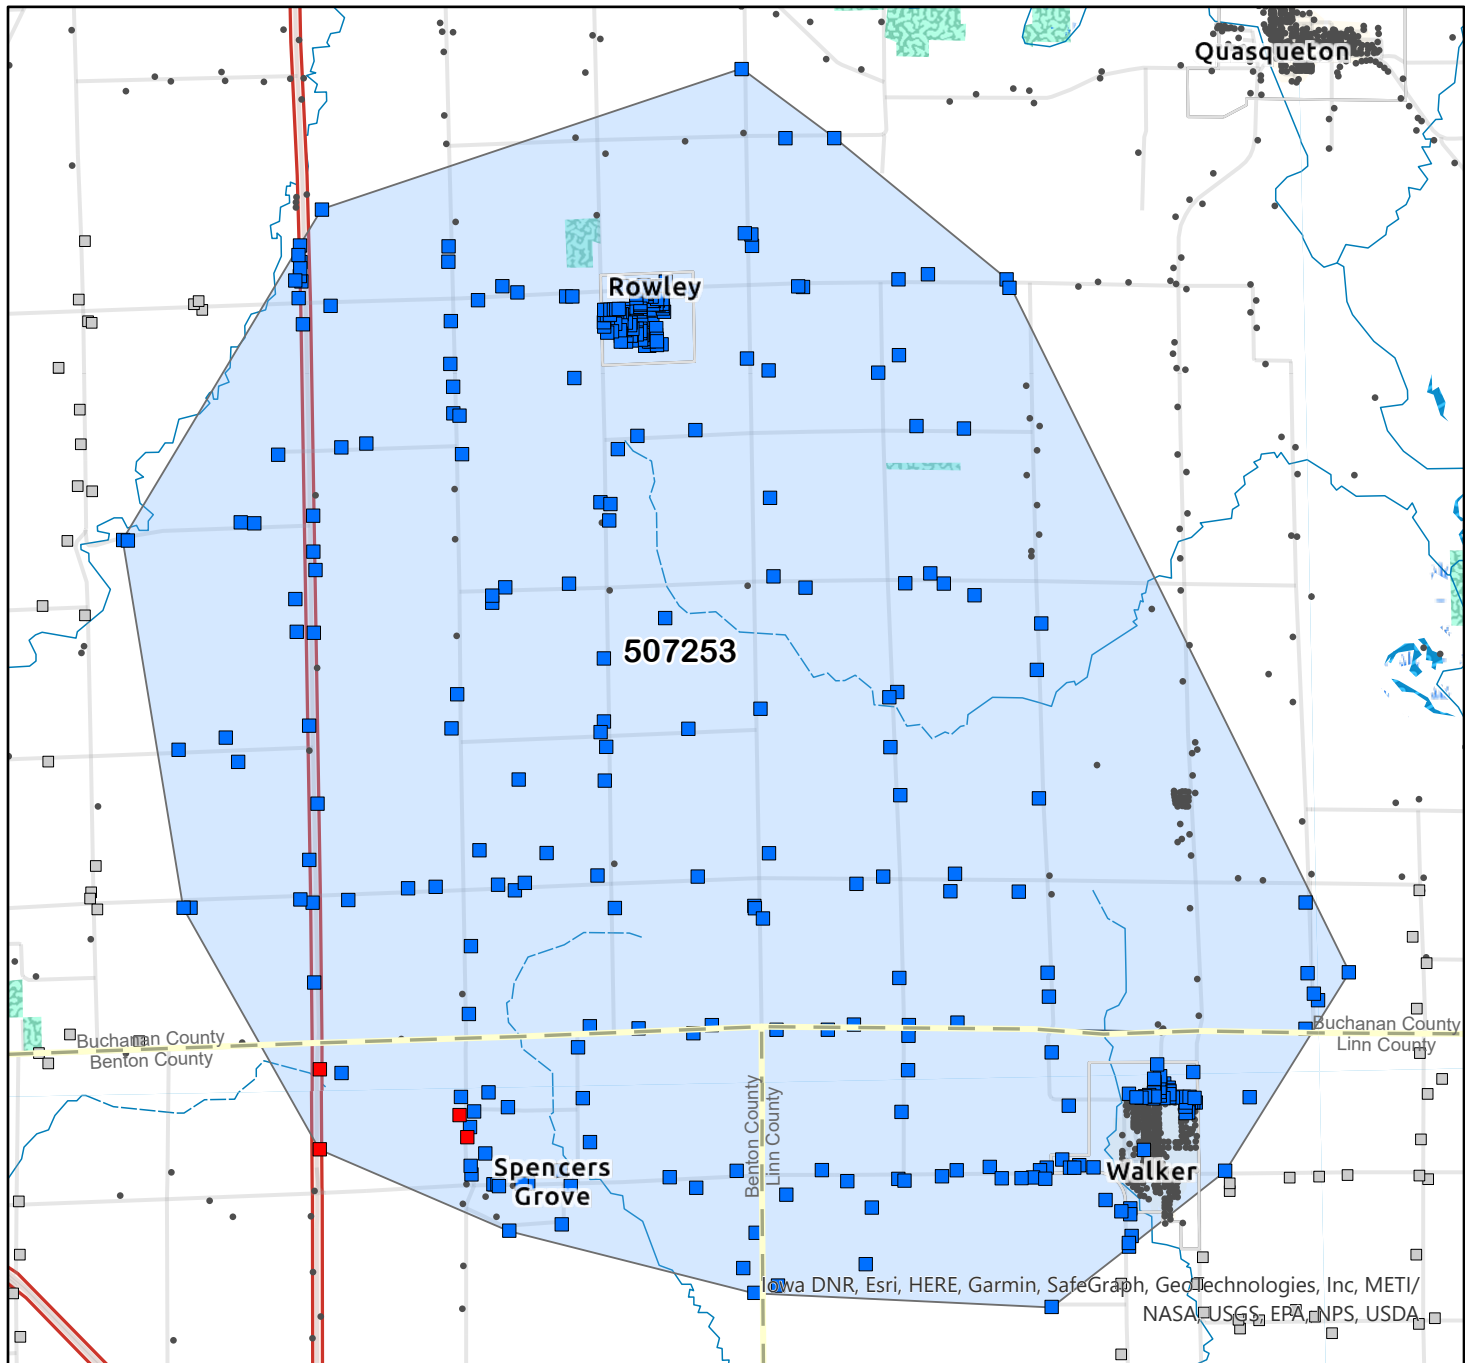 Quasqueton
Rowley
507253
Buchanan County
Benton County
Buchanan County
Linn County
Benton County
Linn County
Spencers
Grove
Walker
Iowa DNR, Esri, HERE, Garmin, SafeGraph, GeoTechnologies, Inc, METI/
NASA, USGS, EPA, NPS, USDA